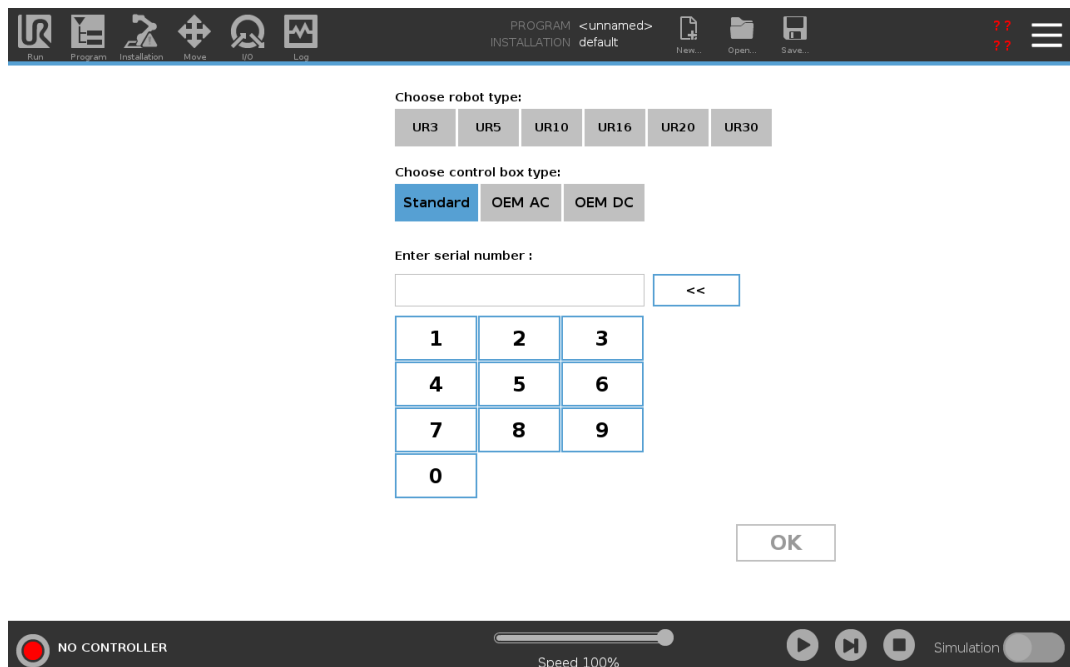 PROGRAM <unnamed>
INSTALLATION default
? ?
? ?
Run Program Installation Move I/O Log New... Open... Save...
Choose robot type:
UR3 UR5 UR10 UR16 UR20 UR30
Choose control box type:
Standard OEM AC OEM DC
Enter serial number :
<<
1 2 3
4 5 6
7 8 9
0
OK
NO CONTROLLER
Speed 100%
Simulation